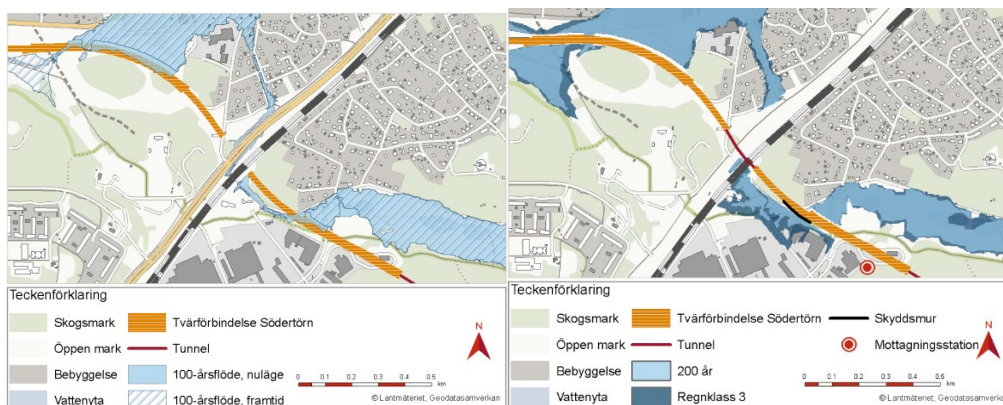 Teckenförklaring
Skogsmark
Tvärförbindelse Södertörn
N
Öppen mark
Tunnel
Bebyggelse
100-årsflöde, nuläge
0 0.1 0.2 0.3 0.4 0.5
km
Vattenyta
100-årsflöde, framtid
© Lantmäteriet, Geodatasamverkan
Teckenförklaring
Skogsmark
Tvärförbindelse Södertörn
Skyddsmur
N
Öppen mark
Tunnel
Mottagningsstation
Bebyggelse
200 år
0 0.1 0.2 0.3 0.4 0.5
km
Vattenyta
Regnklass 3
© Lantmäteriet, Geodatasamverkan